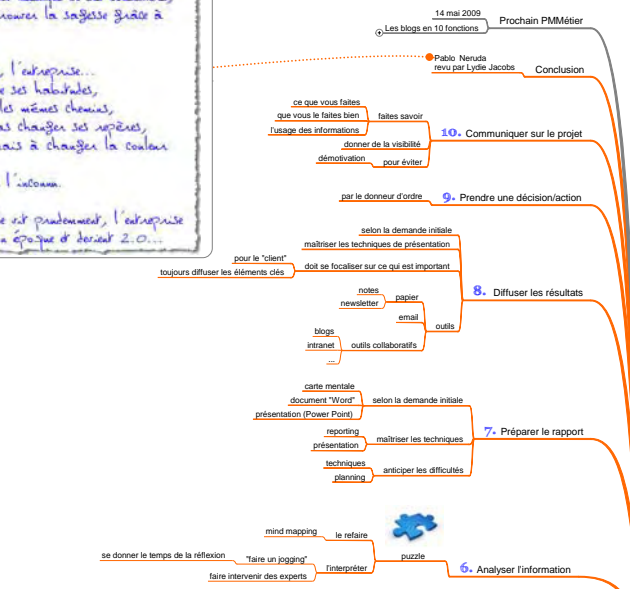 rouver la sagesse grâce à
, l'entreprise...
e ses habitudes,
les mêmes chemins,
as changer ses repères,
ais à changer la couleur
l'inconnu.
e vit prudemment, l'entreprise
n époque et devient 2.0...
14 mai 2009
Les blogs en 10 fonctions
Prochain PMMétier
Pablo Neruda
revu par Lydie Jacobs
Conclusion
ce que vous faites
que vous le faites bien
l'usage des informations
faites savoir
donner de la visibilité
démotivation
pour éviter
10. Communiquer sur le projet
par le donneur d'ordre
9. Prendre une décision/action
selon la demande initiale
maîtriser les techniques de présentation
pour le "client"
toujours diffuser les éléments clés
doit se focaliser sur ce qui est important
notes
newsletter
papier
email
blogs
intranet
...
outils collaboratifs
outils
8. Diffuser les résultats
carte mentale
document "Word"
présentation (Power Point)
selon la demande initiale
reporting
présentation
maîtriser les techniques
techniques
planning
anticiper les difficultés
7. Préparer le rapport
mind mapping
le refaire
se donner le temps de la réflexion
"faire un jogging"
faire intervenir des experts
l'interpréter
puzzle
6. Analyser l'information